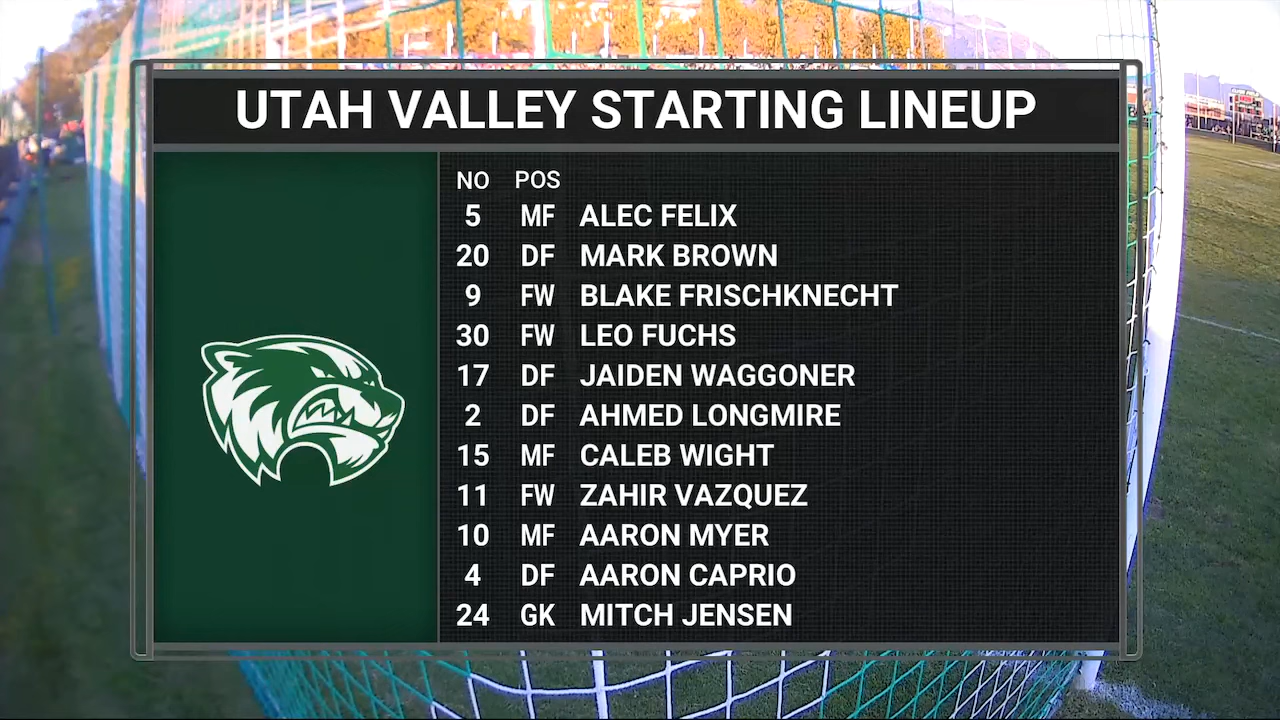 UTAH VALLEY STARTING LINEUP
NO POS
5 MF ALEC FELIX
20 DF MARK BROWN
9 FW BLAKE FRISCHKNECHT
30 FW LEO FUCHS
17 DF JAIDEN WAGGONER
2 DF AHMED LONGMIRE
15 MF CALEB WIGHT
11 FW ZAHIR VAZQUEZ
10 MF AARON MYER
4 DF AARON CAPRIO
24 GK MITCH JENSEN